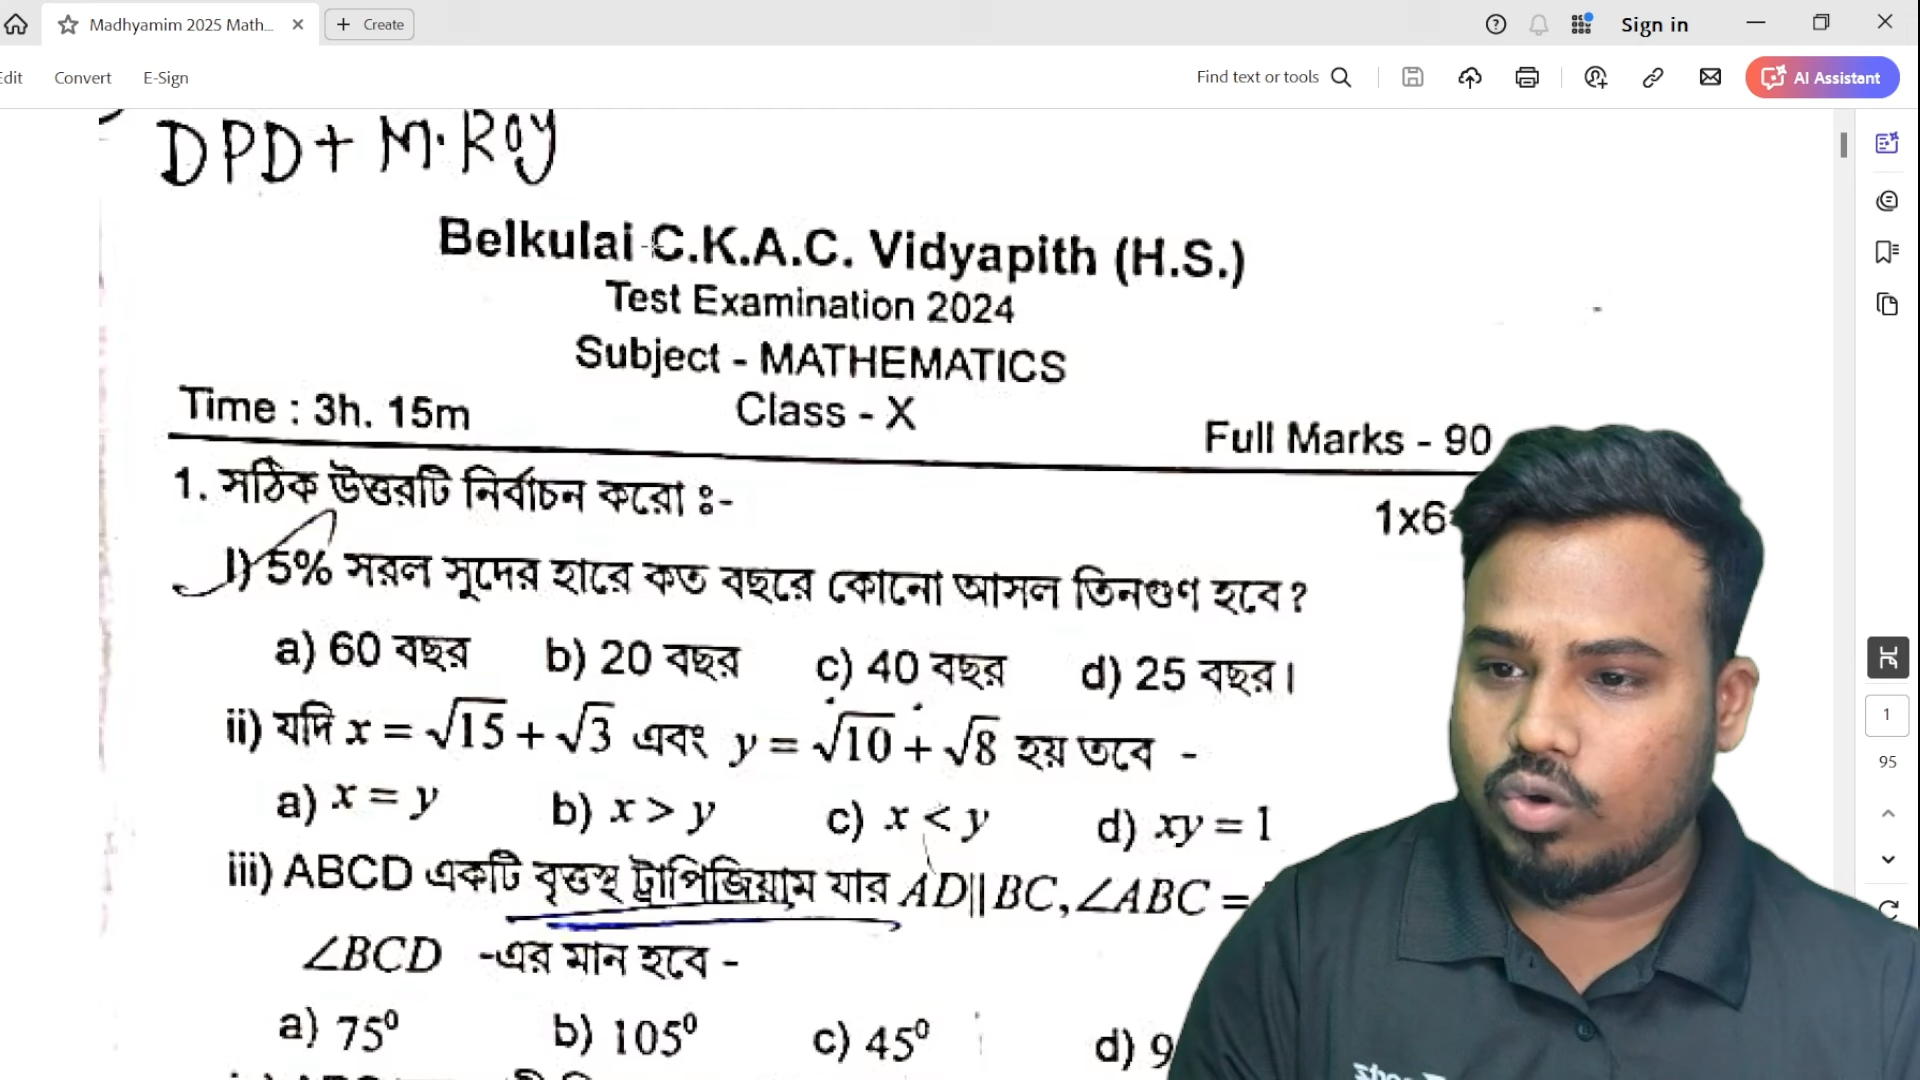 Madhyamim 2025 Math...
Create
Sign in
Edit
Convert
E-Sign
Find text or tools
AI Assistant
DPD + M. Roy
Belkulai C.K.A.C. Vidyapith (H.S.)
Test Examination 2024
Subject - MATHEMATICS
Time : 3h. 15m
Class - X
Full Marks - 90
1. সঠিক উত্তরটি নির্বাচন করো ঃ-
1x6
I) 5% সরল সুদের হারে কত বছরে কোনো আসল তিনগুণ হবে?
a) 60 বছর b) 20 বছর c) 40 বছর d) 25 বছর।
ii) যদি x = √15 + √3 এবং y = √10 + √8 হয় তবে -
a) x = y b) x > y c) x < y d) xy = 1
iii) ABCD একটি বৃত্তস্থ ট্রাপিজিয়াম যার AD||BC, ∠ABC =
∠BCD -এর মান হবে -
a) 75⁰ b) 105⁰ c) 45⁰ d) 9
1
95